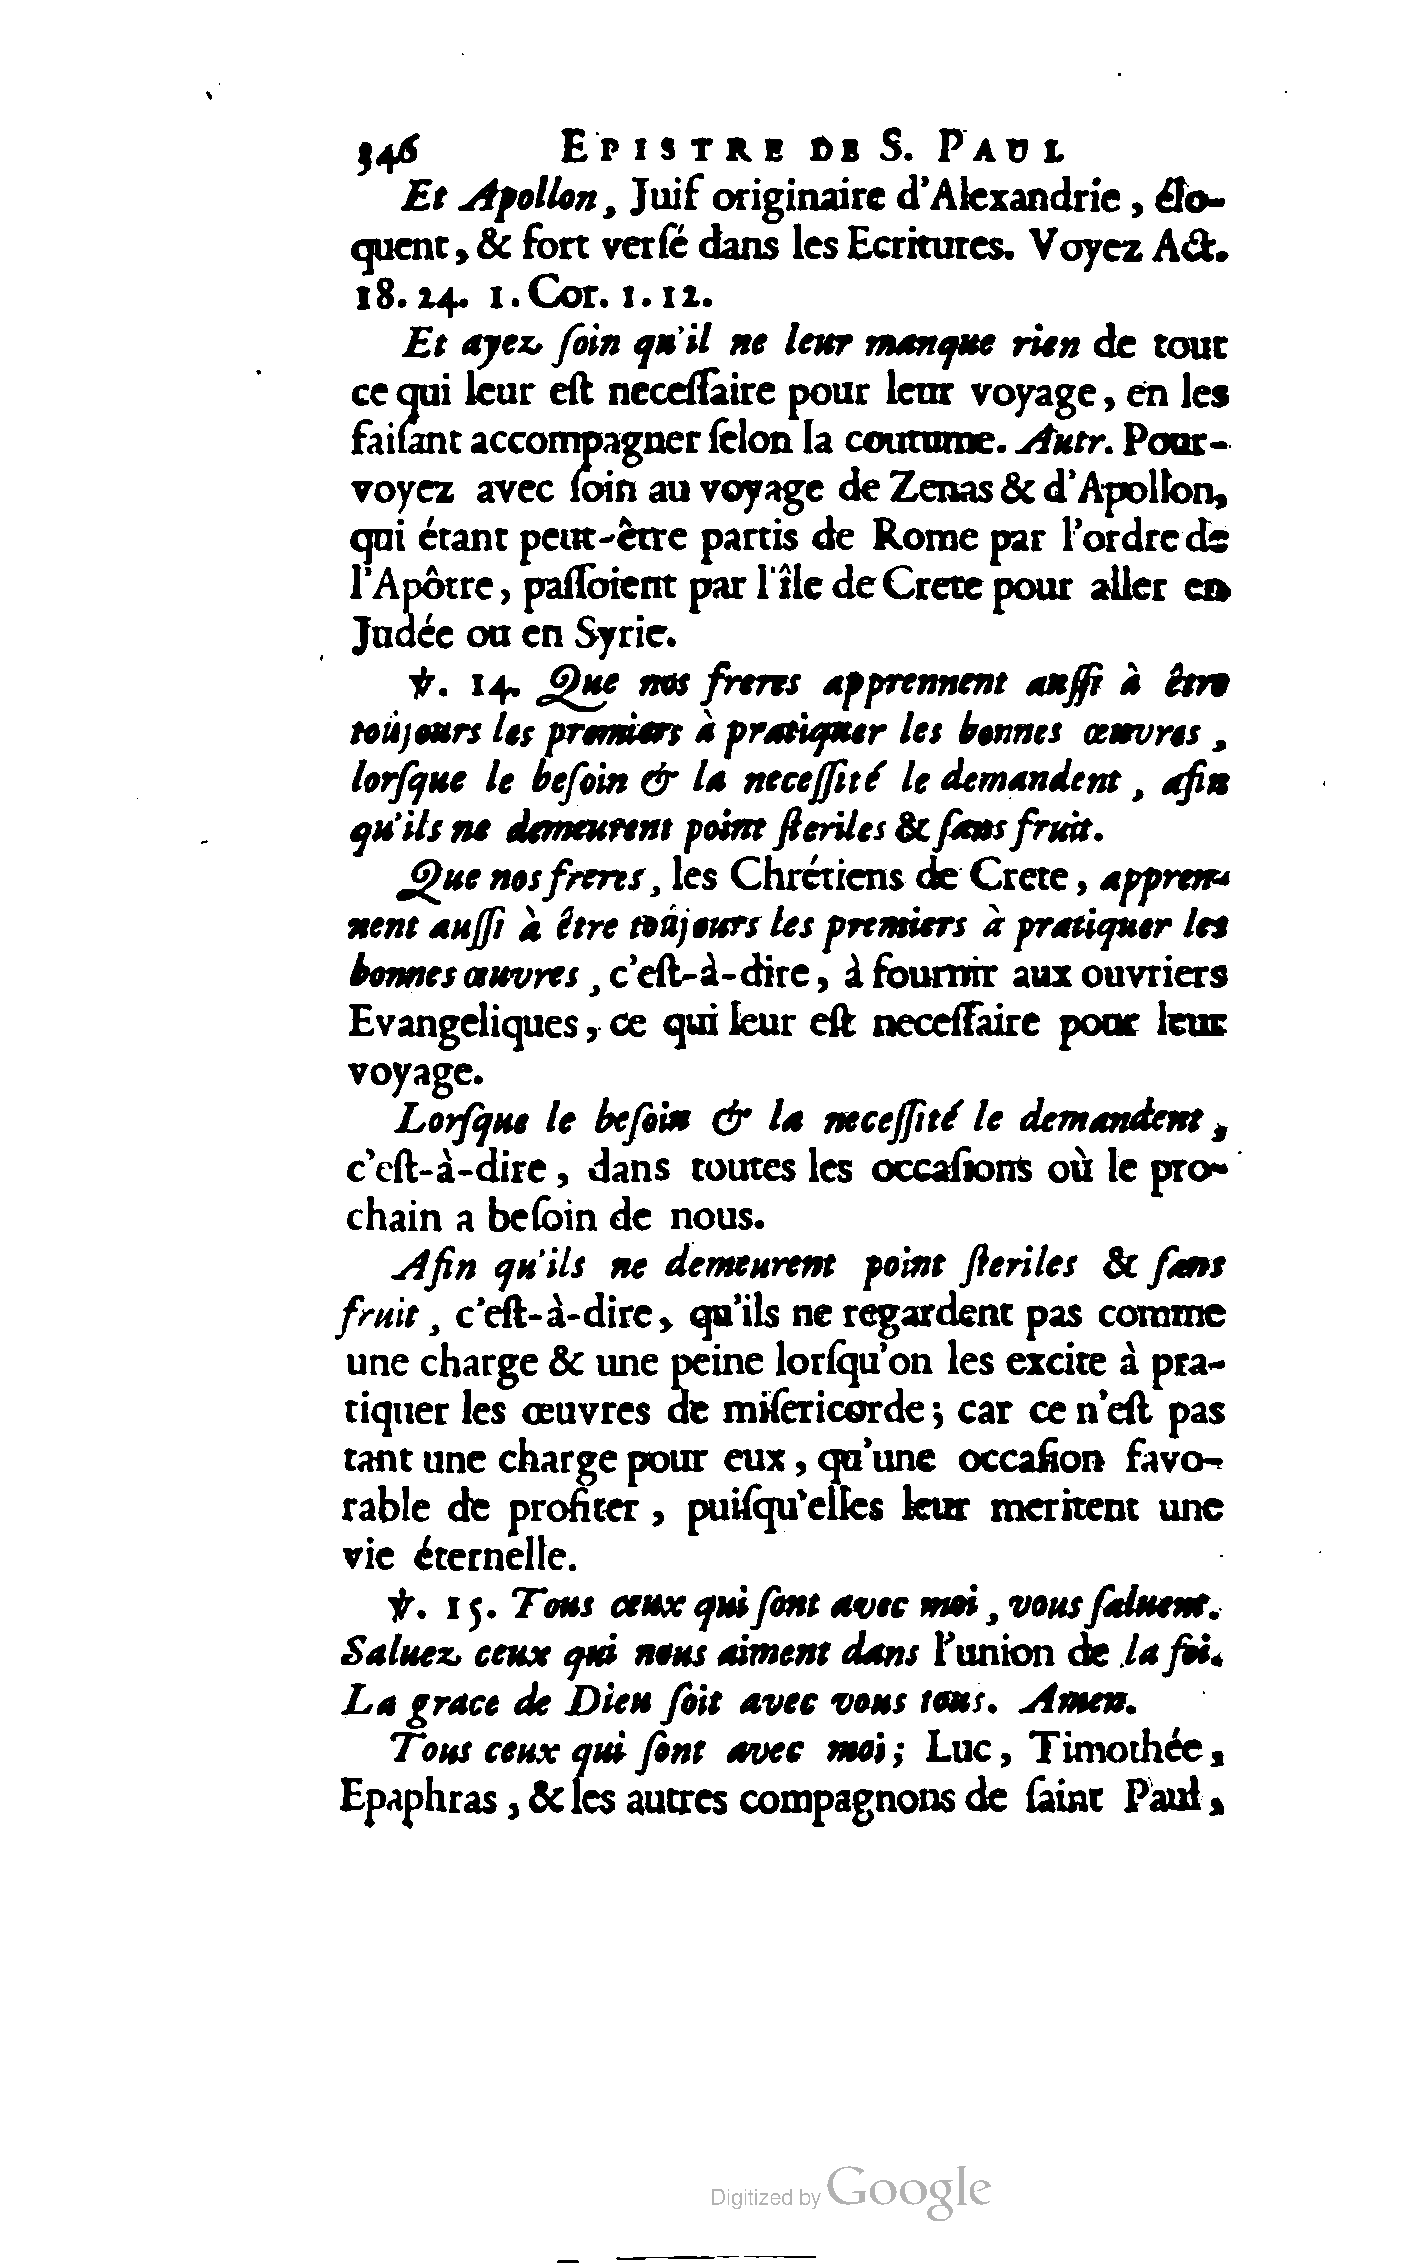 346 EPISTRE DE S. PAUL
Et Apollon, Juif originaire d'Alexandrie, élo-
quent, & fort verſé dans les Ecritures. Voyez Act.
18. 24. 1. Cor. 1. 12.
Et ayez ſoin qu'il ne leur manque rien de tout
ce qui leur eſt neceſſaire pour leur voyage, en les
faiſant accompagner ſelon la coutume. Autr. Pour-
voyez avec ſoin au voyage de Zenas & d'Apollon,
qui étant peut-être partis de Rome par l'ordre de
l'Apôtre, paſſoient par l'île de Crete pour aller en
Judée ou en Syrie.
℣. 14. Que nos freres apprennent auſſi à être
toûjours les premiers à pratiquer les bonnes œuvres,
lorſque le beſoin & la neceſſité le demandent, afin
qu'ils ne demeurent point ſteriles & ſans fruit.
Que nos freres, les Chrétiens de Crete, appren-
nent auſſi à être toûjours les premiers à pratiquer les
bonnes œuvres, c'eſt-à-dire, à fournir aux ouvriers
Evangeliques, ce qui leur eſt neceſſaire pour leur
voyage.
Lorſque le beſoin & la neceſſité le demandent,
c'eſt-à-dire, dans toutes les occaſions où le pro-
chain a beſoin de nous.
Afin qu'ils ne demeurent point ſteriles & ſans
fruit, c'eſt-à-dire, qu'ils ne regardent pas comme
une charge & une peine lorſqu'on les excite à pra-
tiquer les œuvres de miſericorde; car ce n'eſt pas
tant une charge pour eux, qu'une occaſion favo-
rable de profiter, puiſqu'elles leur meritent une
vie éternelle.
℣. 15. Tous ceux qui ſont avec moi, vous ſaluent.
Saluez ceux qui nous aiment dans l'union de la foi.
La grace de Dieu ſoit avec vous tous. Amen.
Tous ceux qui ſont avec moi; Luc, Timothée,
Epaphras, & les autres compagnons de ſaint Paul,
Digitized by Google